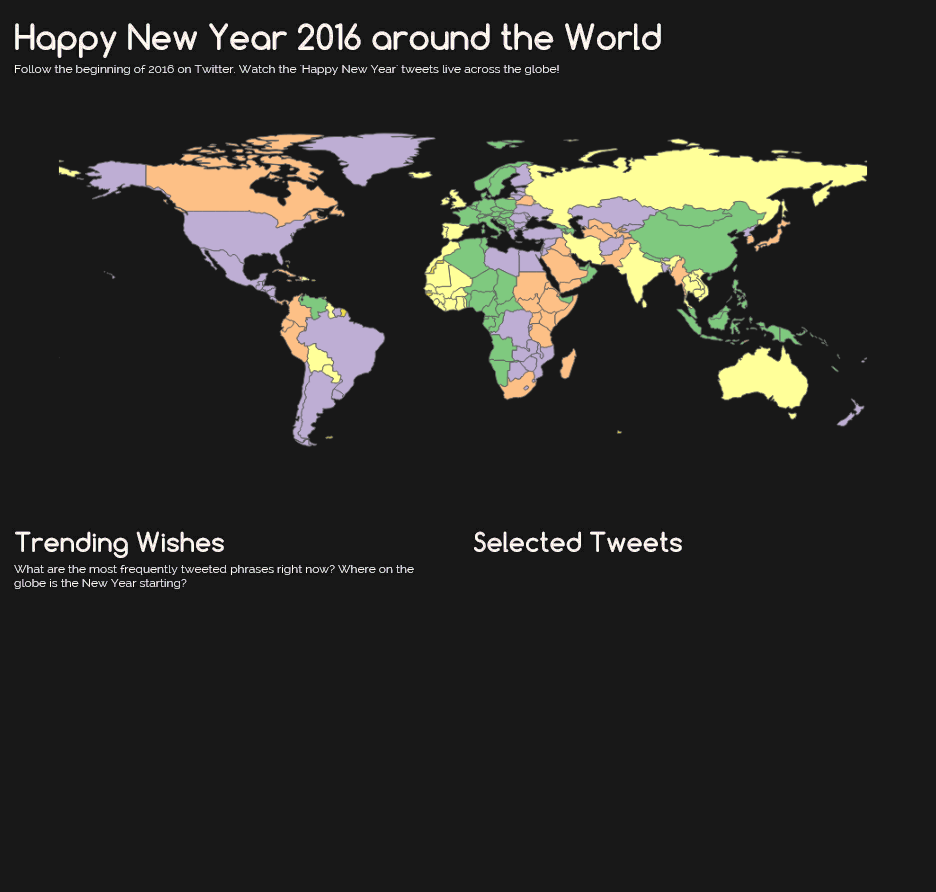 Happy New Year 2016 around the World
Follow the beginning of 2016 on Twitter. Watch the 'Happy New Year' tweets live across the globe!
Trending Wishes
What are the most frequently tweeted phrases right now? Where on the
globe is the New Year starting?
Selected Tweets